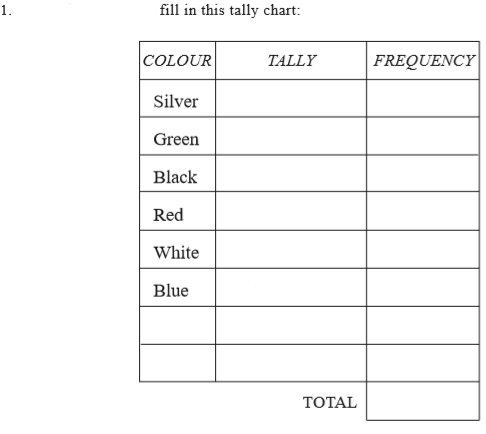 1. fill in this tally chart:
COLOUR TALLY FREQUENCY
Silver
Green
Black
Red
White
Blue
TOTAL